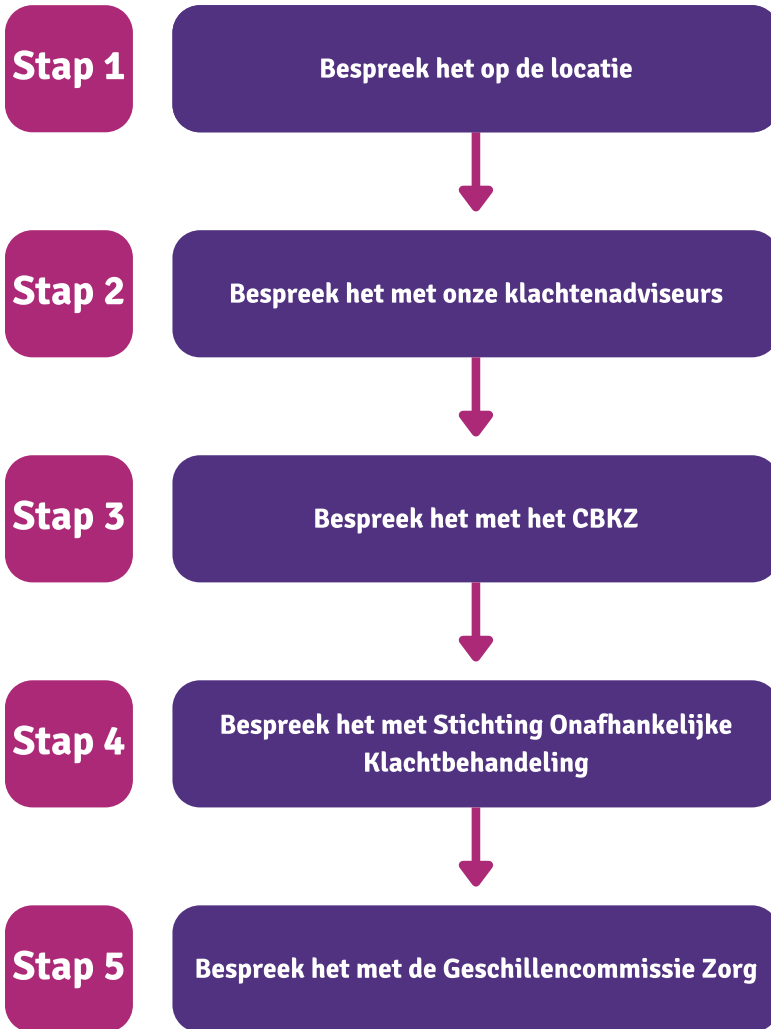 Stap 1
Bespreek het op de locatie
Stap 2
Bespreek het met onze klachtenadviseurs
Stap 3
Bespreek het met het CBKZ
Stap 4
Bespreek het met Stichting Onafhankelijke
Klachtbehandeling
Stap 5
Bespreek het met de Geschillencommissie Zorg